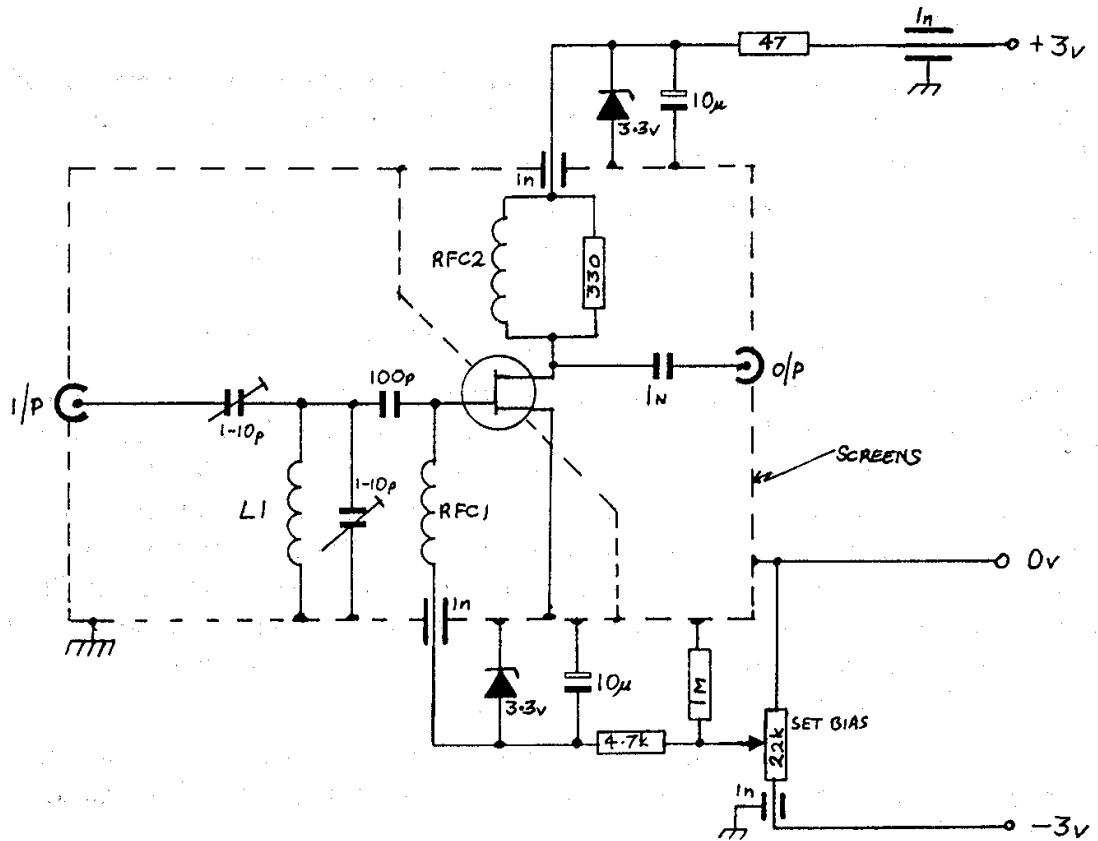 1n
+3v
47
10µ
3.3v
1n
RFC2
330
100p
1N
O/P
I/P
1-10p
SCREENS
L1
1-10p
RFC1
0v
1n
3.3v
10µ
1M
4.7k
22k
SET BIAS
1n
-3v